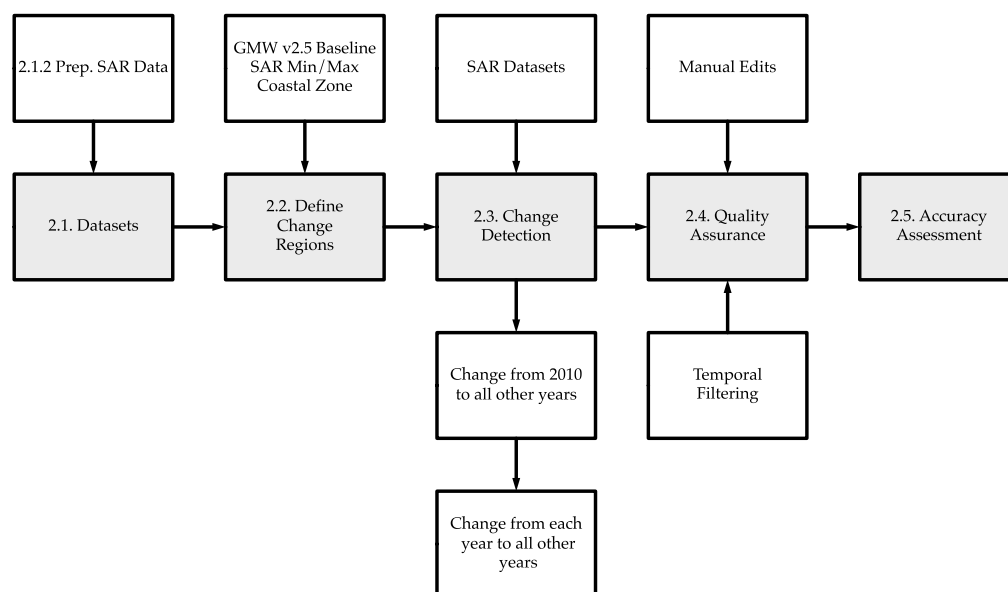 2.1.2 Prep. SAR Data
GMW v2.5 Baseline
SAR Min/Max
Coastal Zone
SAR Datasets
Manual Edits
2.1. Datasets
2.2. Define
Change
Regions
2.3. Change
Detection
2.4. Quality
Assurance
2.5. Accuracy
Assessment
Change from 2010
to all other years
Temporal
Filtering
Change from each
year to all other
years